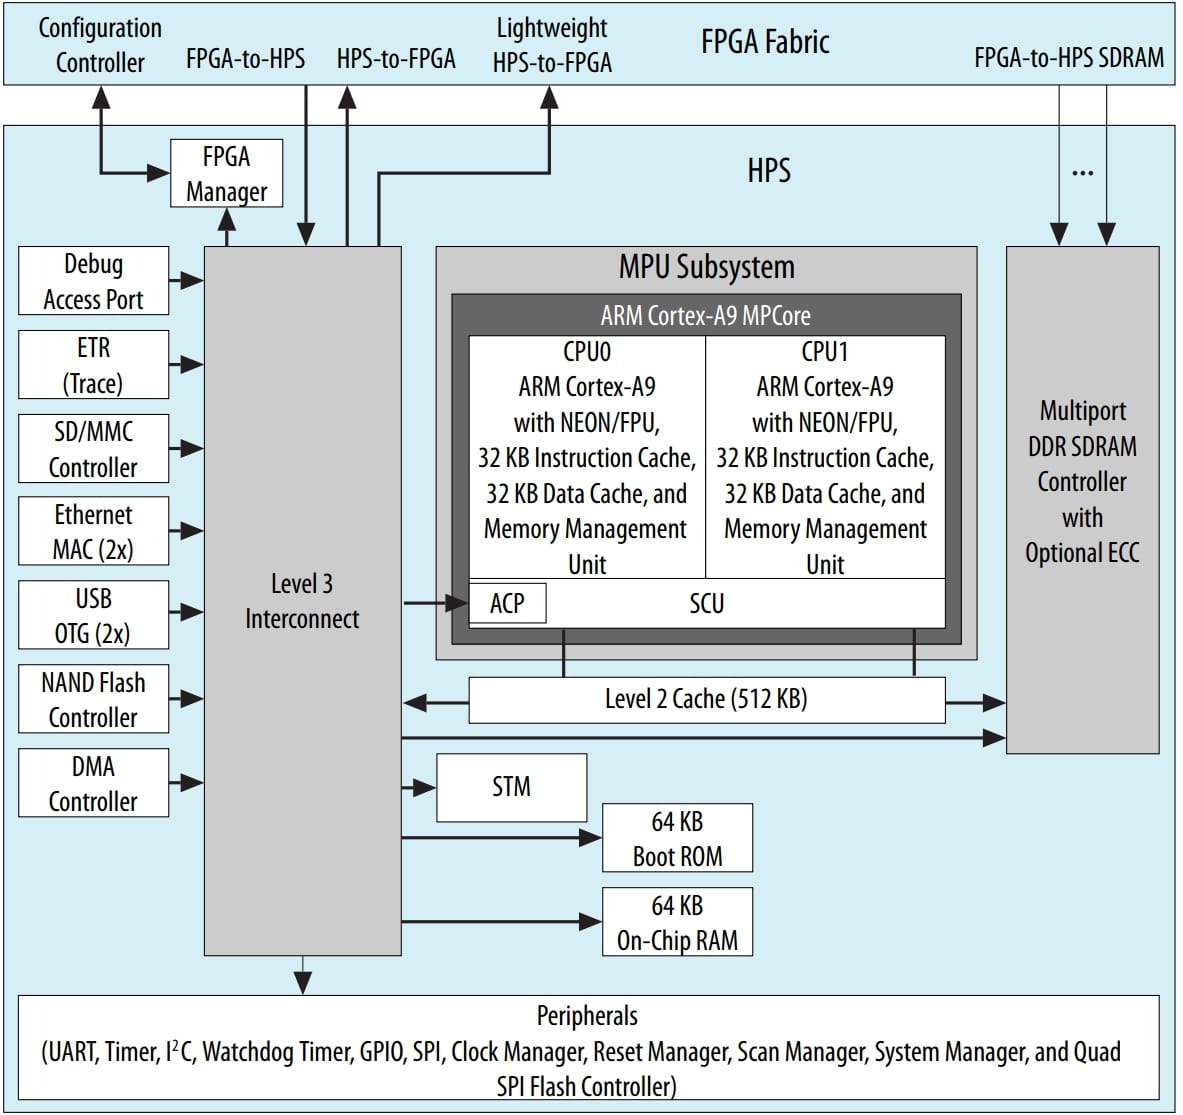 Configuration
Controller
FPGA-to-HPS
HPS-to-FPGA
Lightweight
HPS-to-FPGA
FPGA Fabric
FPGA-to-HPS SDRAM
FPGA
Manager
HPS
...
Debug
Access Port
ETR
(Trace)
SD/MMC
Controller
Ethernet
MAC (2x)
USB
OTG (2x)
NAND Flash
Controller
DMA
Controller
Level 3
Interconnect
MPU Subsystem
ARM Cortex-A9 MPCore
CPU0
ARM Cortex-A9
with NEON/FPU,
32 KB Instruction Cache,
32 KB Data Cache, and
Memory Management
Unit
CPU1
ARM Cortex-A9
with NEON/FPU,
32 KB Instruction Cache,
32 KB Data Cache, and
Memory Management
Unit
ACP
SCU
Level 2 Cache (512 KB)
Multiport
DDR SDRAM
Controller
with
Optional ECC
STM
64 KB
Boot ROM
64 KB
On-Chip RAM
Peripherals
(UART, Timer, I²C, Watchdog Timer, GPIO, SPI, Clock Manager, Reset Manager, Scan Manager, System Manager, and Quad
SPI Flash Controller)